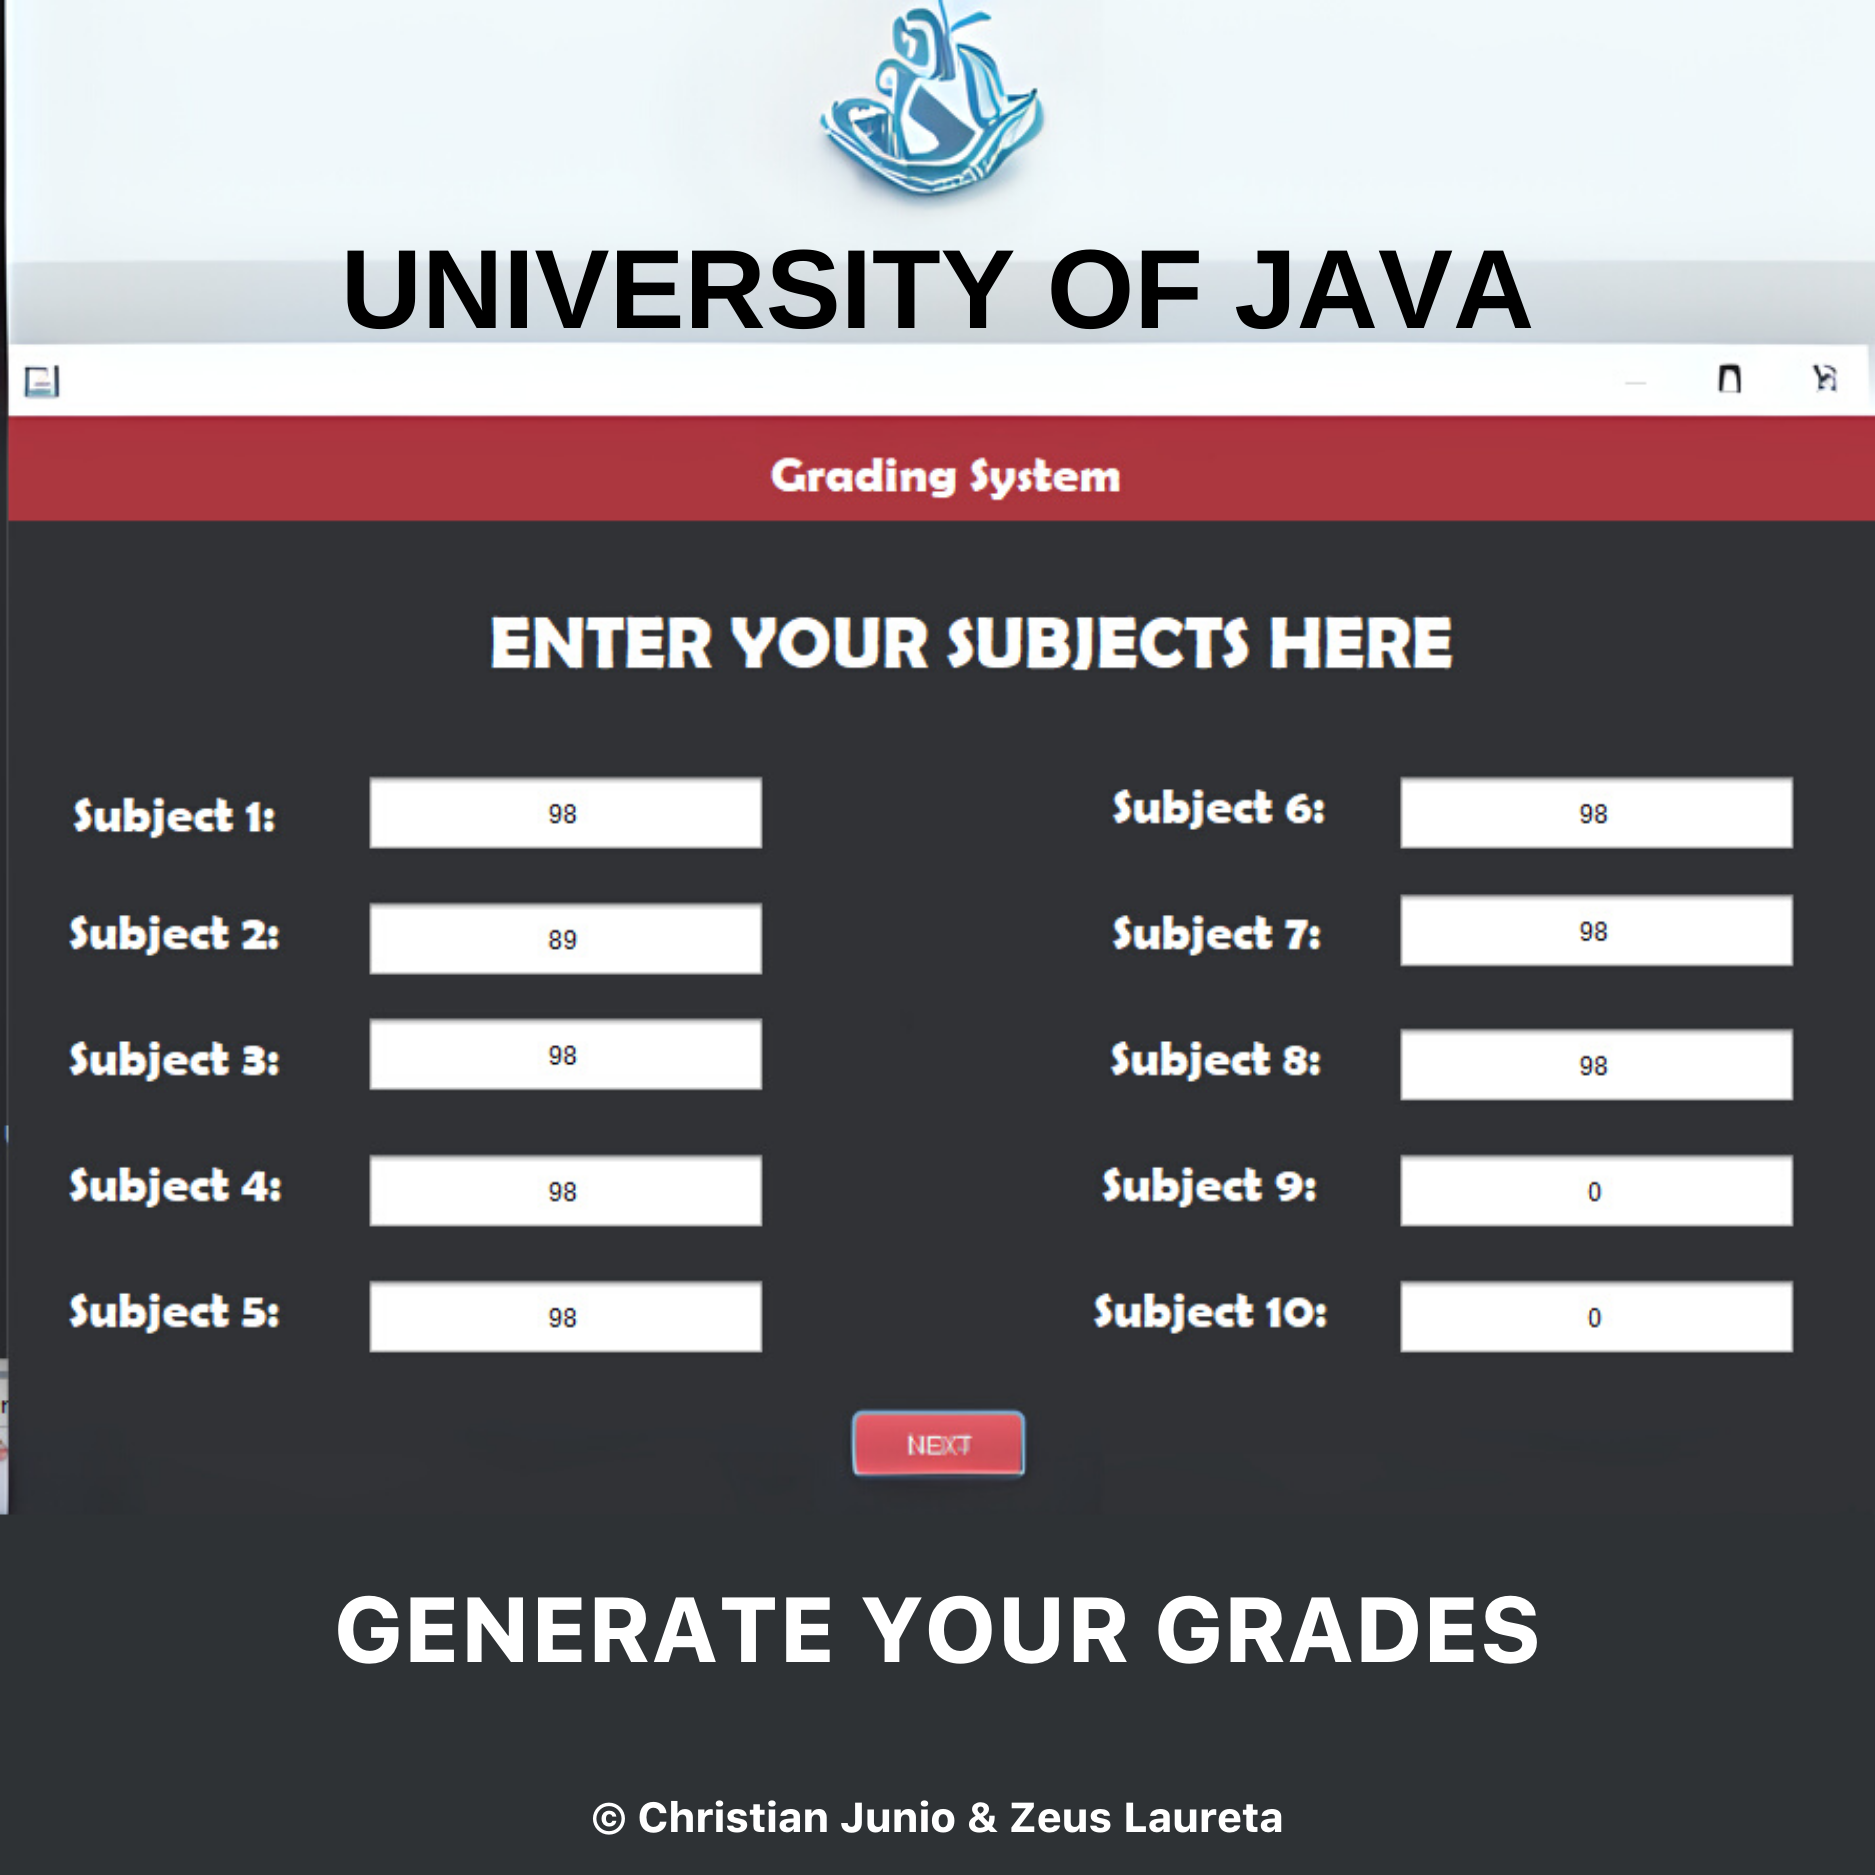 UNIVERSITY OF JAVA
Grading System
ENTER YOUR SUBJECTS HERE
Subject 1: 98
Subject 2: 89
Subject 3: 98
Subject 4: 98
Subject 5: 98
Subject 6: 98
Subject 7: 98
Subject 8: 98
Subject 9: 0
Subject 10: 0
NEXT
GENERATE YOUR GRADES
© Christian Junio & Zeus Laureta